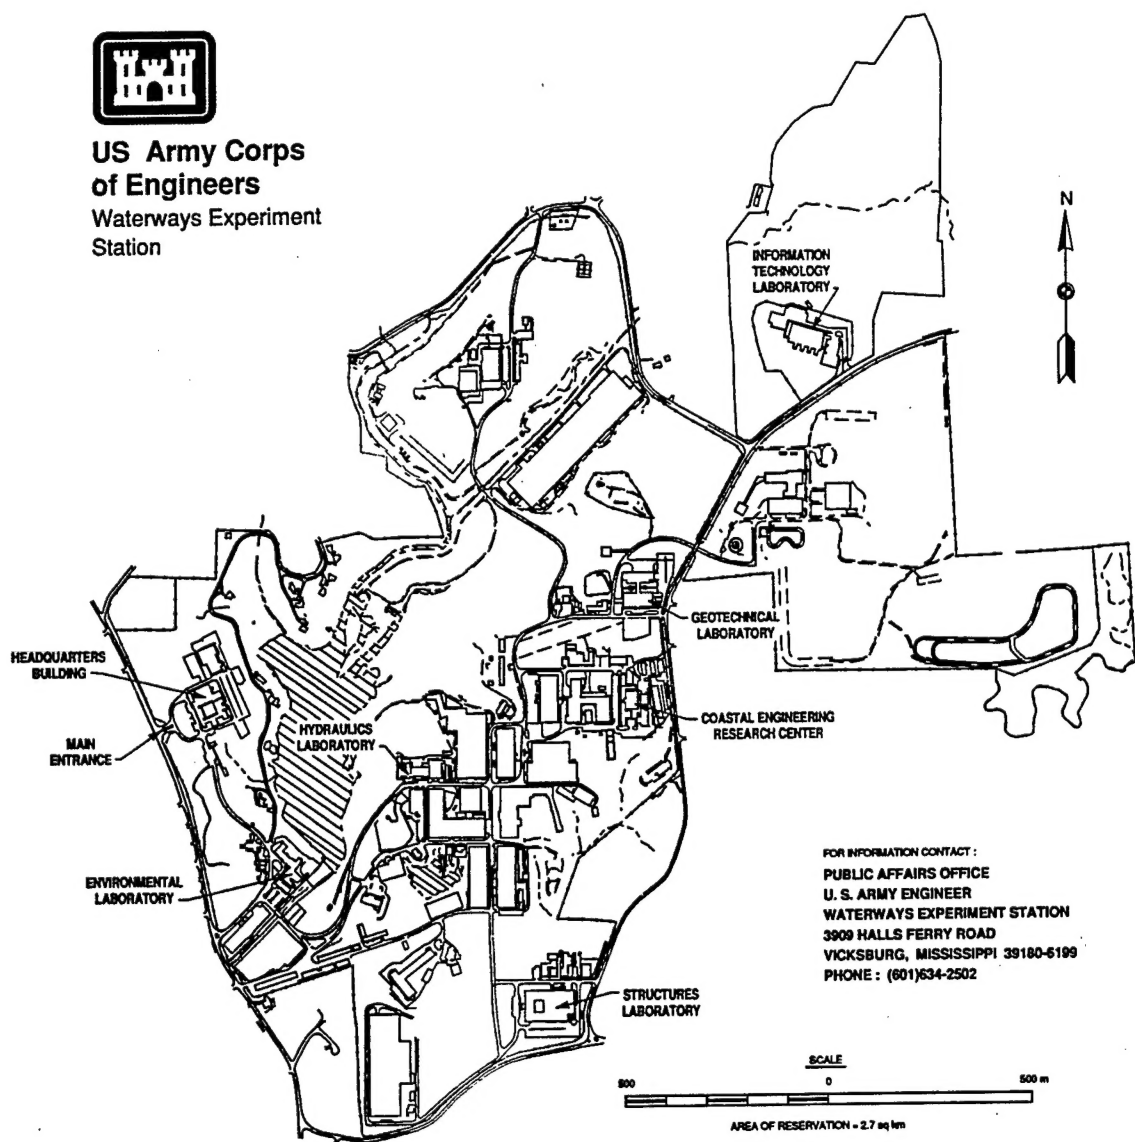 US Army Corps
of Engineers
Waterways Experiment
Station
N
INFORMATION
TECHNOLOGY
LABORATORY
GEOTECHNICAL
LABORATORY
HEADQUARTERS
BUILDING
MAIN
ENTRANCE
HYDRAULICS
LABORATORY
COASTAL ENGINEERING
RESEARCH CENTER
ENVIRONMENTAL
LABORATORY
STRUCTURES
LABORATORY
FOR INFORMATION CONTACT :
PUBLIC AFFAIRS OFFICE
U. S. ARMY ENGINEER
WATERWAYS EXPERIMENT STATION
3909 HALLS FERRY ROAD
VICKSBURG, MISSISSIPPI 39180-6199
PHONE : (601)634-2502
SCALE
500 0 500 m
AREA OF RESERVATION = 2.7 sq km